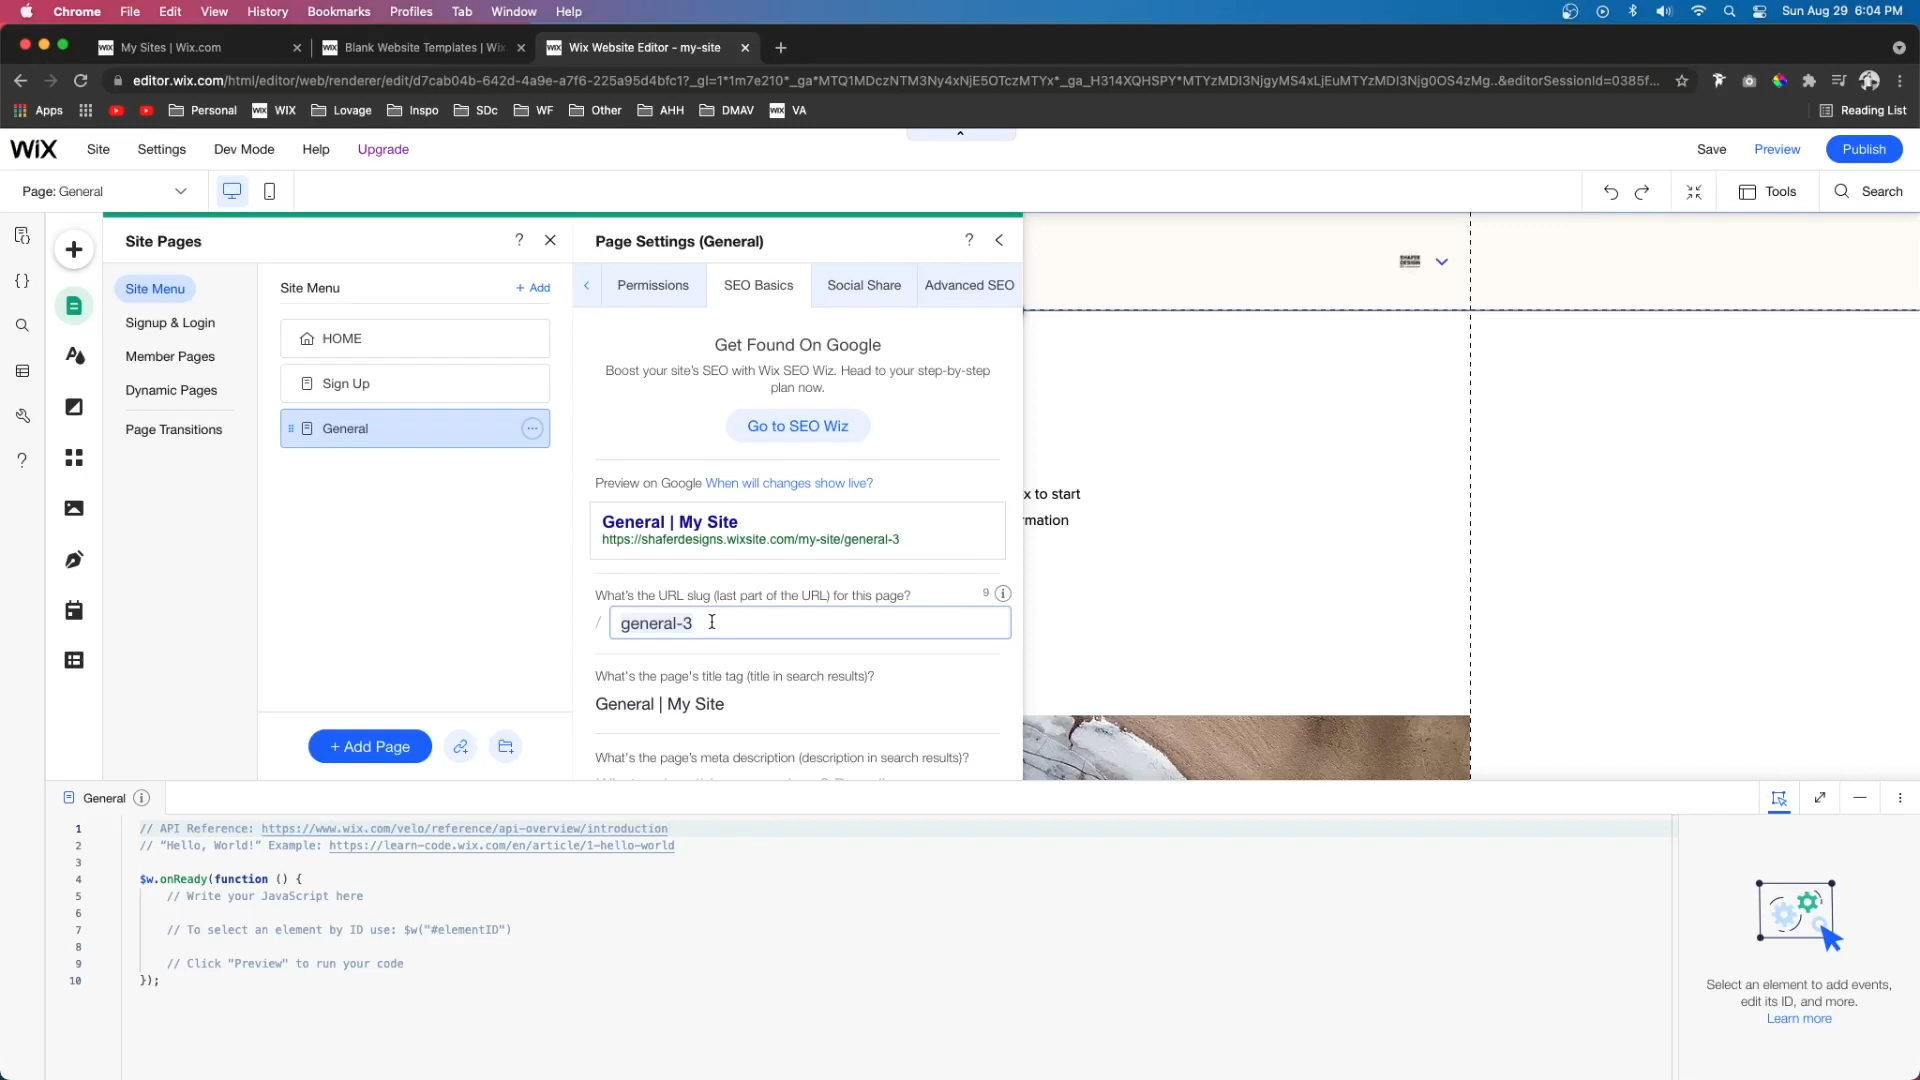 Chrome File Edit View History Bookmarks Profiles Tab Window Help Sun Aug 29 6:04 PM
My Sites | Wix.com Blank Website Templates | Wix Wix Website Editor - my-site
editor.wix.com/html/editor/web/renderer/edit/d7cab04b-642d-4a9e-a7f6-225a95d4bfc1?_gl=1*1m7e210*_ga*MTQ1MDczNTM3Ny4xNjE5OTczMTYx*_ga_H314XQHSPY*MTYzMDI3NjgyMS4xLjEuMTYzMDI3Njg0OS4zMg..&editorSessionId=0385f...
Apps Personal WIX Lovage Inspo SDc WF Other AHH DMAV VA Reading List
WIX Site Settings Dev Mode Help Upgrade Save Preview Publish
Page: General Tools Search
Site Pages ?
Site Menu
Signup & Login
Member Pages
Dynamic Pages
Page Transitions
Site Menu + Add
HOME
Sign Up
General
+ Add Page
Page Settings (General) ?
Permissions SEO Basics Social Share Advanced SEO
Get Found On Google
Boost your site's SEO with Wix SEO Wiz. Head to your step-by-step
plan now.
Go to SEO Wiz
Preview on Google When will changes show live?
General | My Site
https://shaferdesigns.wixsite.com/my-site/general-3
What's the URL slug (last part of the URL) for this page? 9
/ general-3
What's the page's title tag (title in search results)?
General | My Site
What's the page's meta description (description in search results)?
SHAFER
DESIGN
x to start
rmation
General
1 // API Reference: https://www.wix.com/velo/reference/api-overview/introduction
2 // “Hello, World!” Example: https://learn-code.wix.com/en/article/1-hello-world
3
4 $w.onReady(function () {
5 // Write your JavaScript here
6
7 // To select an element by ID use: $w("#elementID")
8
9 // Click “Preview” to run your code
10 });
Select an element to add events,
edit its ID, and more.
Learn more